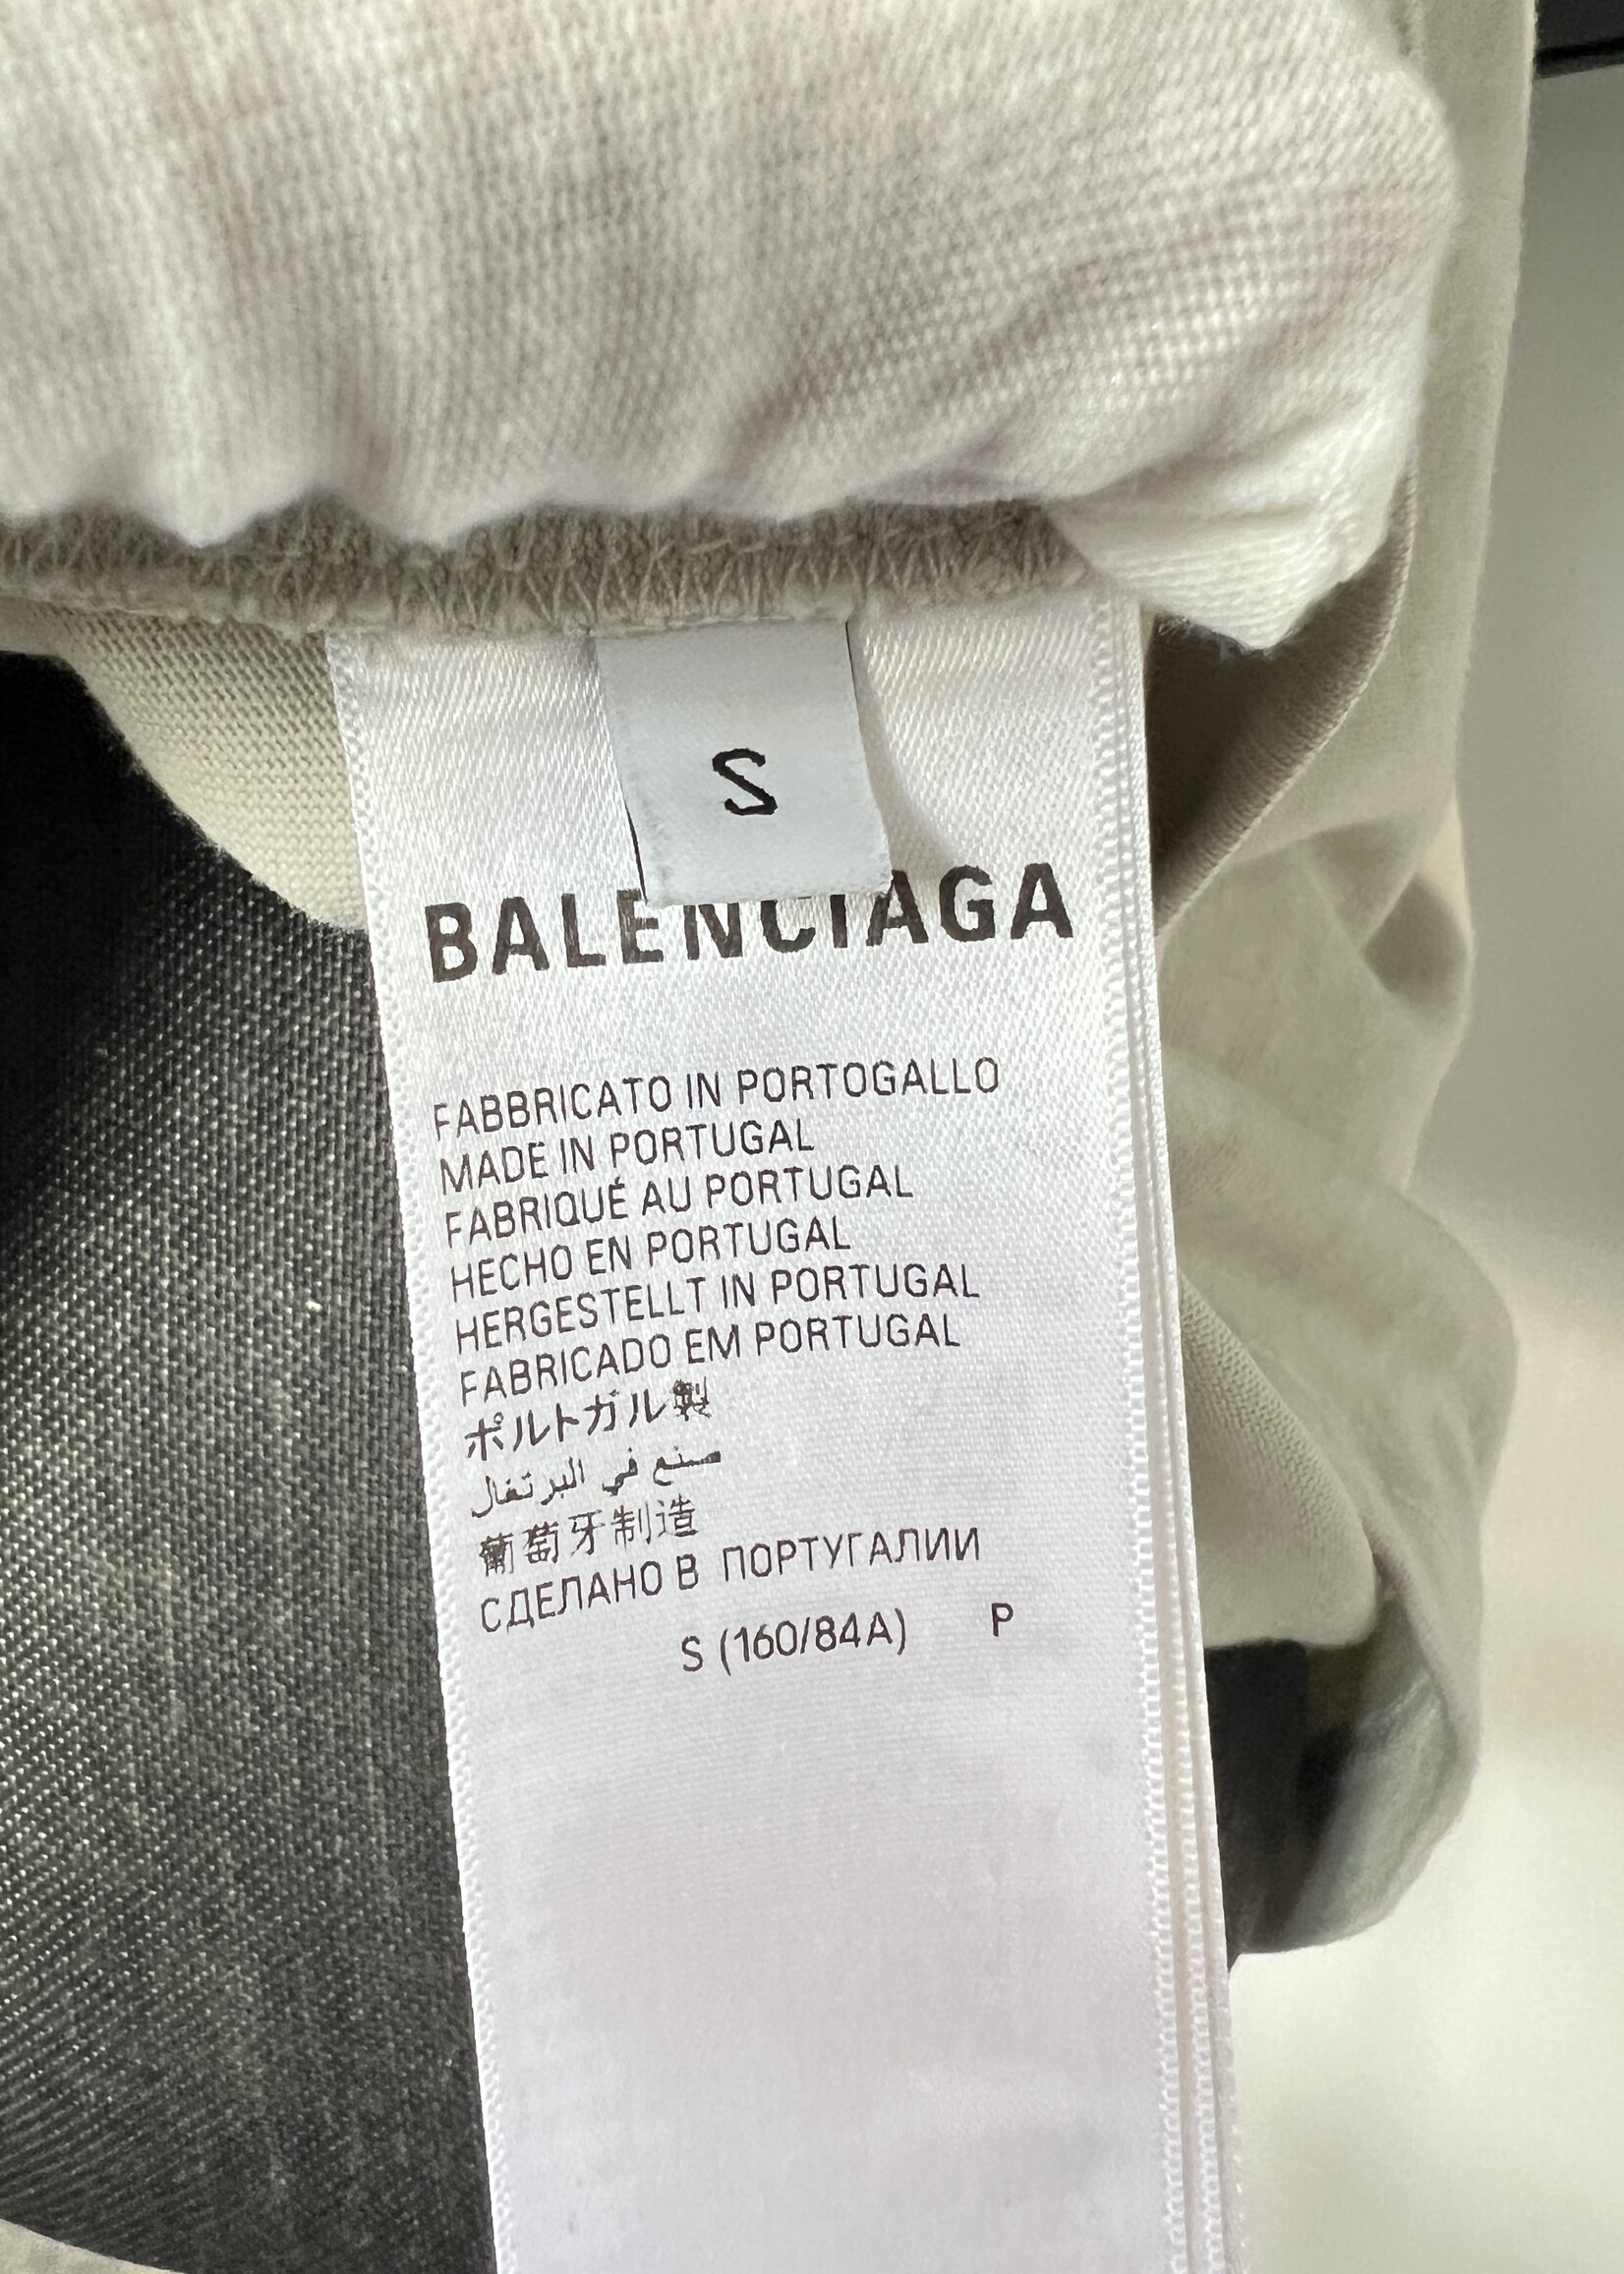 S
BALENCIAGA
FABBRICATO IN PORTOGALLO
MADE IN PORTUGAL
FABRIQUÉ AU PORTUGAL
HECHO EN PORTUGAL
HERGESTELLT IN PORTUGAL
FABRICADO EM PORTUGAL
ポルトガル製
صنع في البرتغال
葡萄牙制造
СДЕЛАНО В ПОРТУГАЛИИ
S (160/84A) P